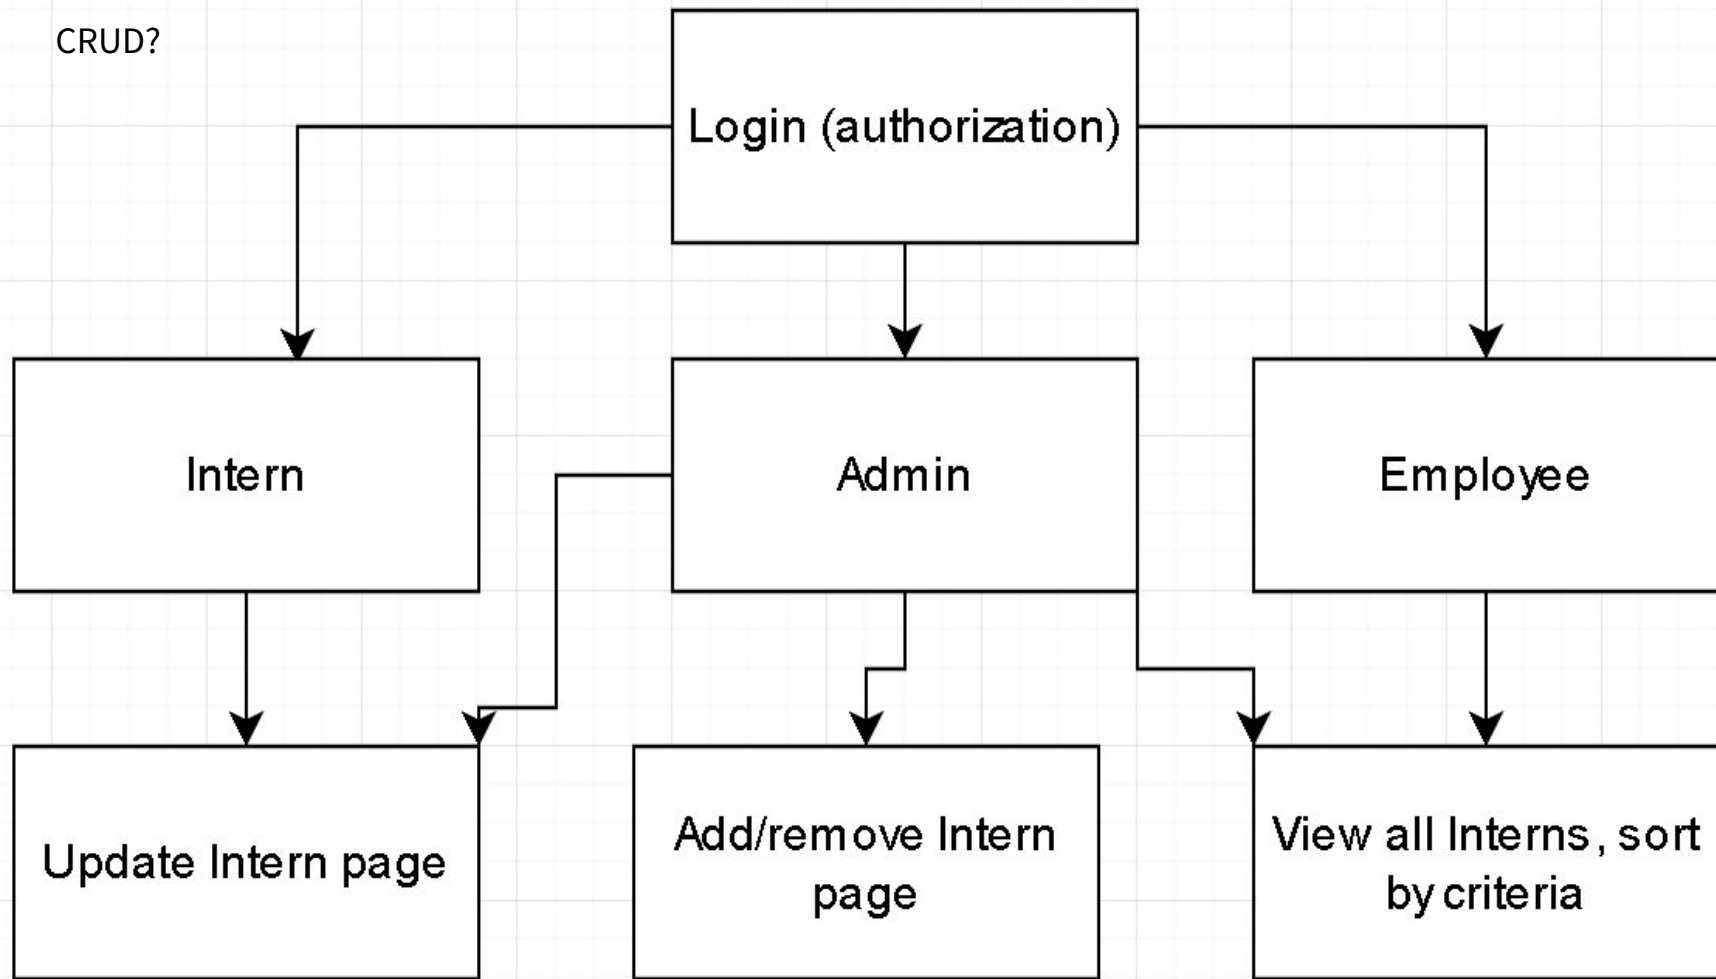 CRUD?
Login (authorization)
Intern
Admin
Employee
Update Intern page
Add/remove Intern
page
View all Interns, sort
by criteria